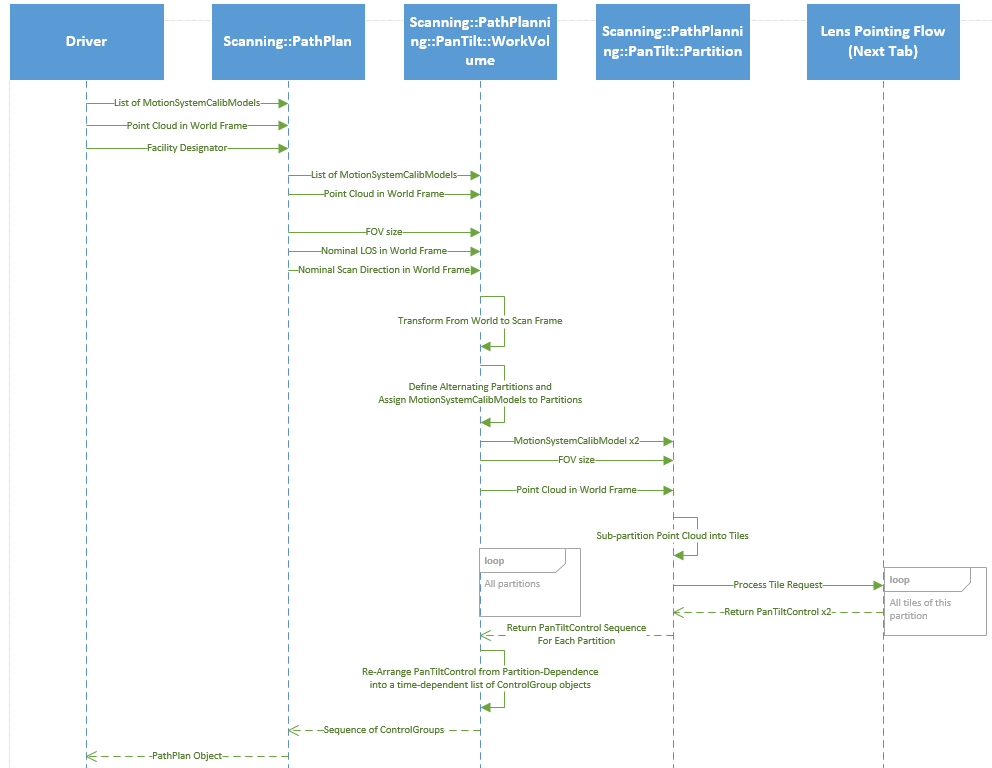 Driver
Scanning::PathPlan
Scanning::PathPlanni
ng::PanTilt::WorkVol
ume
Scanning::PathPlanni
ng::PanTilt::Partition
Lens Pointing Flow
(Next Tab)
List of MotionSystemCalibModels
Point Cloud in World Frame
Facility Designator
List of MotionSystemCalibModels
Point Cloud in World Frame
FOV size
Nominal LOS in World Frame
Nominal Scan Direction in World Frame
Transform From World to Scan Frame
Define Alternating Partitions and
Assign MotionSystemCalibModels to Partitions
MotionSystemCalibModel x2
FOV size
Point Cloud in World Frame
Sub-partition Point Cloud into Tiles
loop
All partitions
Process Tile Request
loop
All tiles of this
partition
Return PanTiltControl x2
Return PanTiltControl Sequence
For Each Partition
Re-Arrange PanTiltControl from Partition-Dependence
into a time-dependent list of ControlGroup objects
Sequence of ControlGroups
PathPlan Object